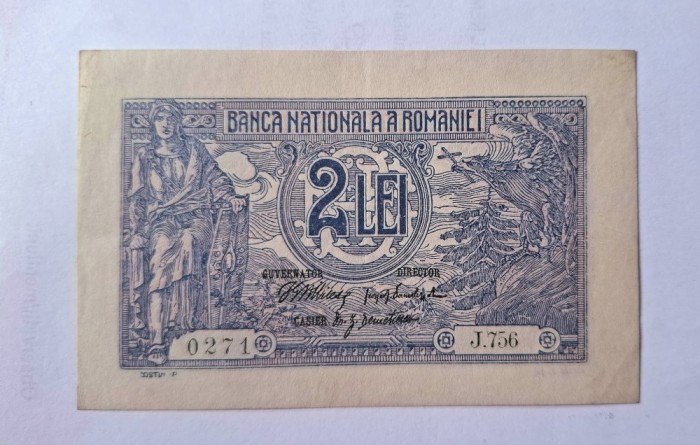 BANCA NATIONALA A ROMANIEI
2 LEI
GUVERNATOR DIRECTOR
CASIER
0271 J.756